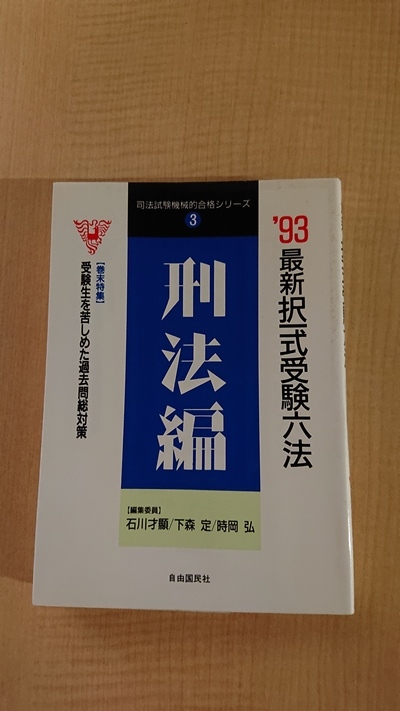 司法試験機械的合格シリーズ
3
'93
最新択一式受験六法
刑法編
【巻末特集】
受験生を苦しめた過去問総対策
【編集委員】
石川才顯/下森 定/時岡 弘
自由国民社